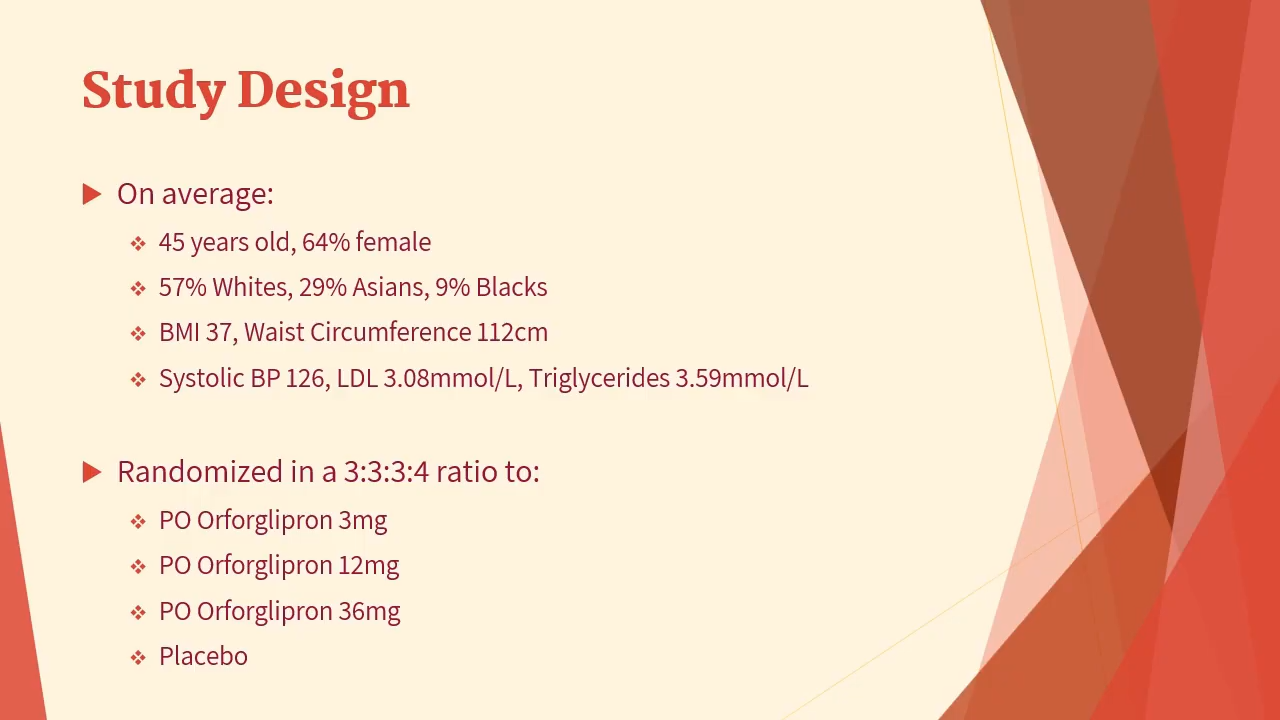 Study Design
On average:
45 years old, 64% female
57% Whites, 29% Asians, 9% Blacks
BMI 37, Waist Circumference 112cm
Systolic BP 126, LDL 3.08mmol/L, Triglycerides 3.59mmol/L
Randomized in a 3:3:3:4 ratio to:
PO Orforglipron 3mg
PO Orforglipron 12mg
PO Orforglipron 36mg
Placebo